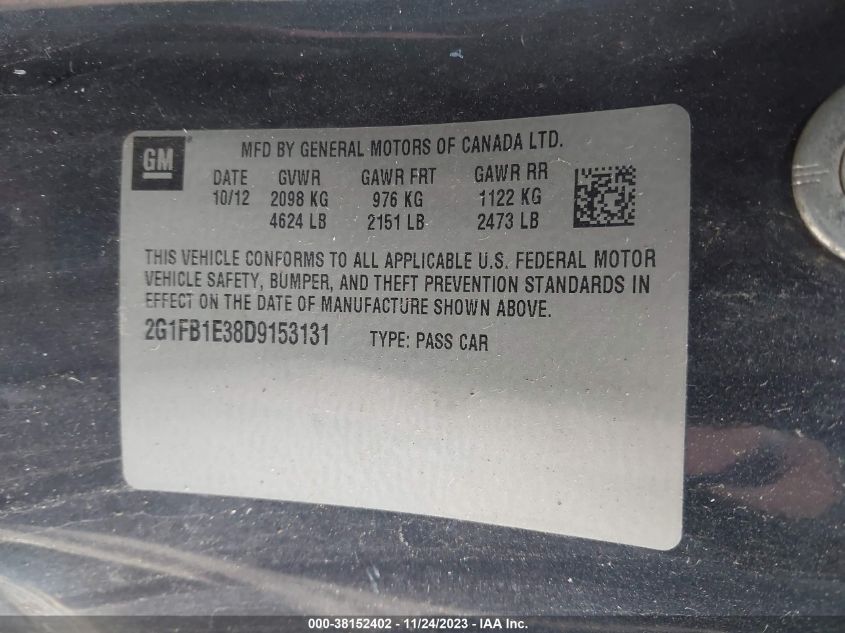 GM
MFD BY GENERAL MOTORS OF CANADA LTD.
DATE GVWR GAWR FRT GAWR RR
10/12 2098 KG 976 KG 1122 KG
4624 LB 2151 LB 2473 LB
THIS VEHICLE CONFORMS TO ALL APPLICABLE U.S. FEDERAL MOTOR
VEHICLE SAFETY, BUMPER, AND THEFT PREVENTION STANDARDS IN
EFFECT ON THE DATE OF MANUFACTURE SHOWN ABOVE.
2G1FB1E38D9153131 TYPE: PASS CAR
000-38152402 - 11/24/2023 - IAA Inc.